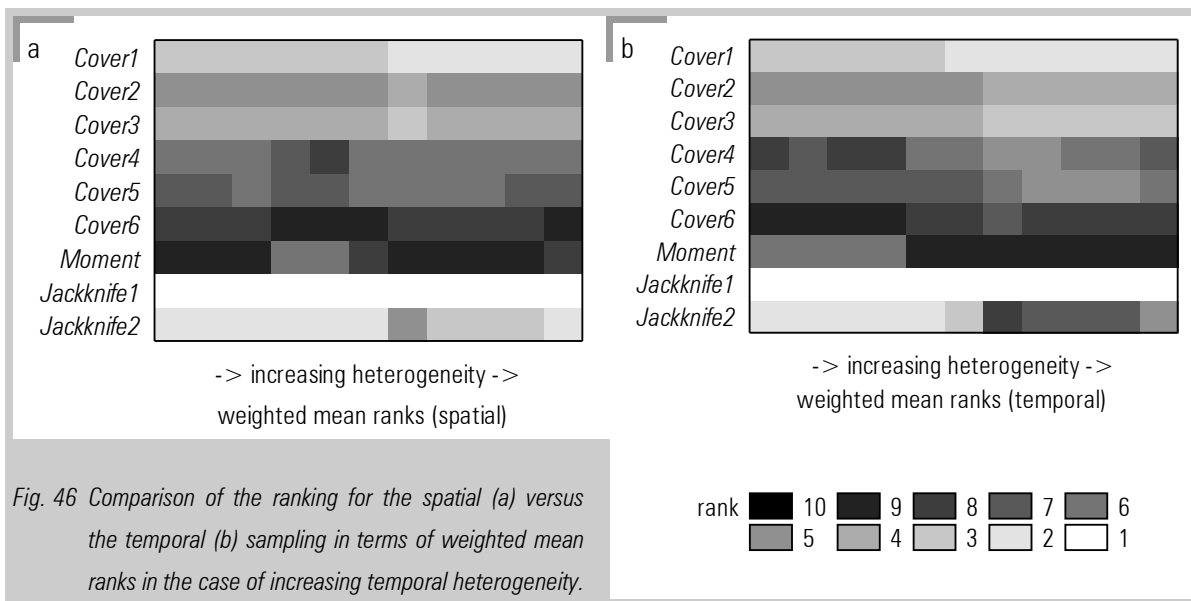 a
Cover1
Cover2
Cover3
Cover4
Cover5
Cover6
Moment
Jackknife1
Jackknife2
-> increasing heterogeneity ->
weighted mean ranks (spatial)
b
Cover1
Cover2
Cover3
Cover4
Cover5
Cover6
Moment
Jackknife1
Jackknife2
-> increasing heterogeneity ->
weighted mean ranks (temporal)
Fig. 46 Comparison of the ranking for the spatial (a) versus
the temporal (b) sampling in terms of weighted mean
ranks in the case of increasing temporal heterogeneity.
rank 10 9 8 7 6
5 4 3 2 1